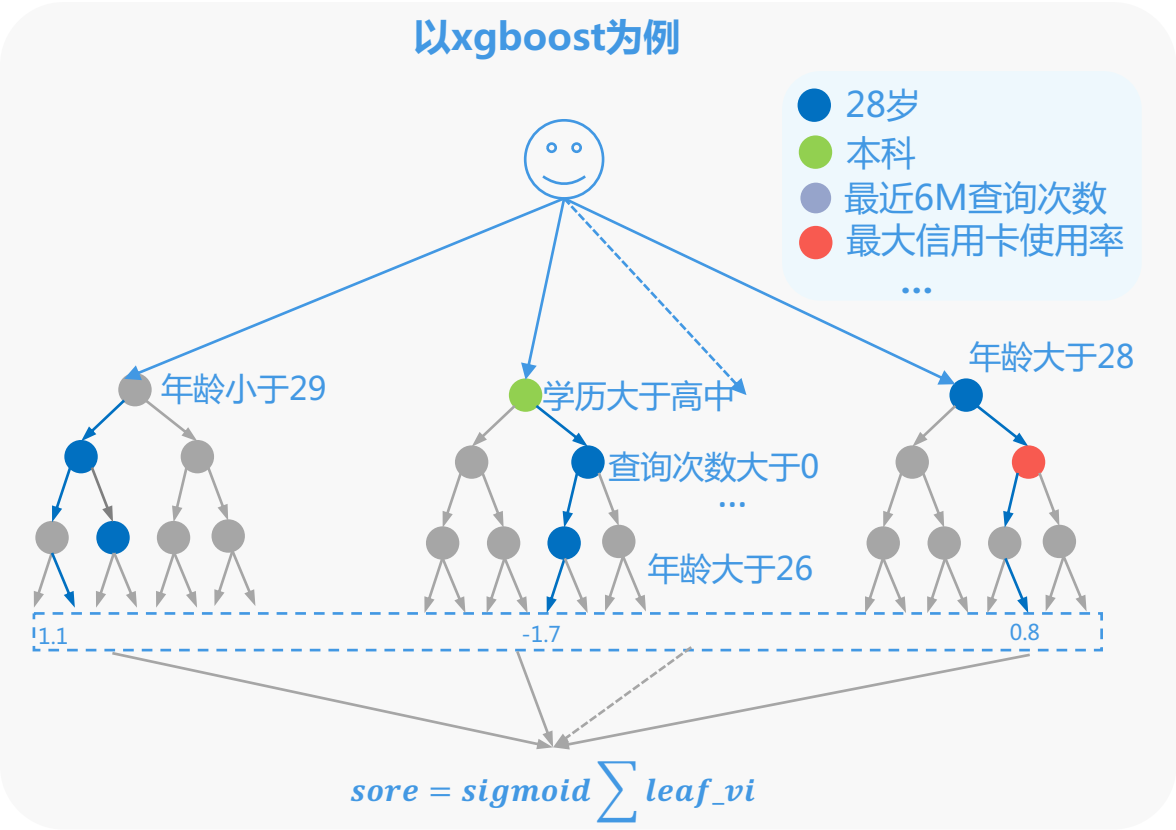 以xgboost为例
28岁
本科
最近6M查询次数
最大信用卡使用率
...
年龄大于28
年龄小于29
学历大于高中
查询次数大于0
...
年龄大于26
1.1
-1.7
0.8
sore = sigmoid ∑ leaf_vi